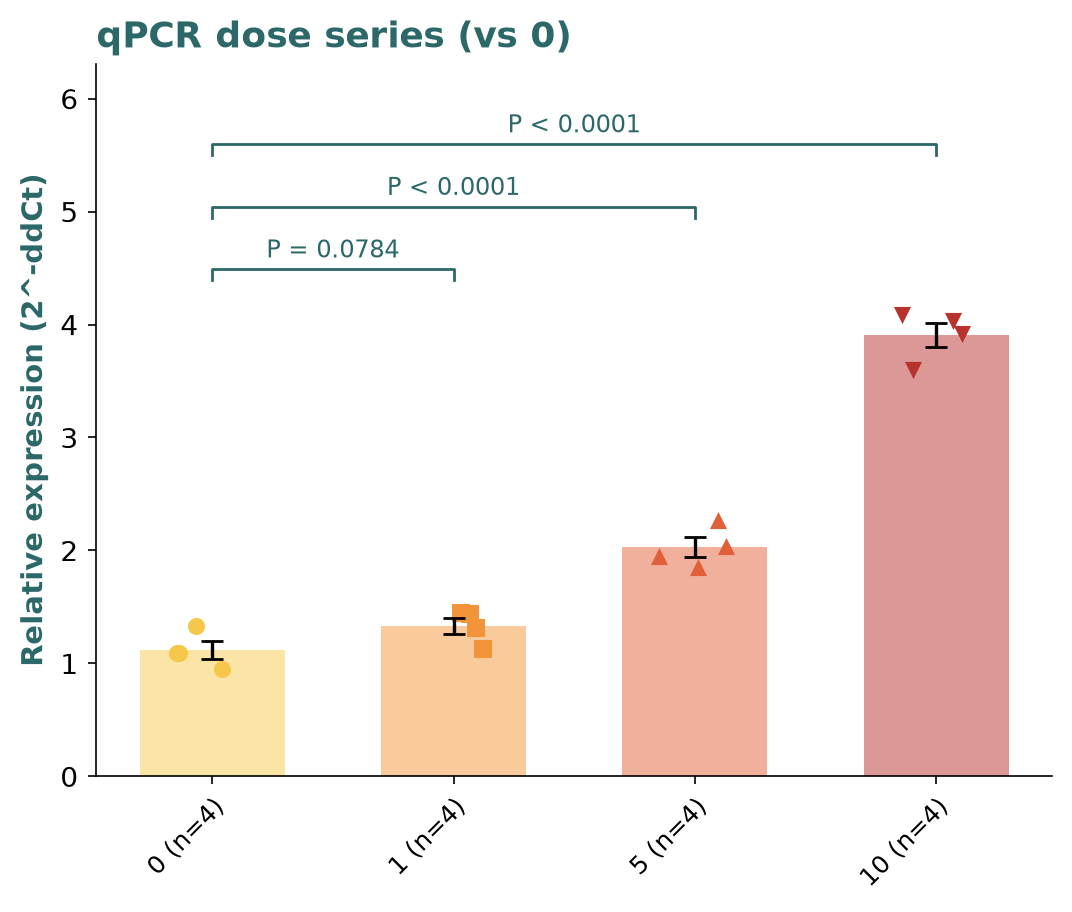 qPCR dose series (vs 0)
Relative expression (2^-ddCt)
6
5
4
3
2
1
0
P < 0.0001
P < 0.0001
P = 0.0784
0 (n=4)
1 (n=4)
5 (n=4)
10 (n=4)